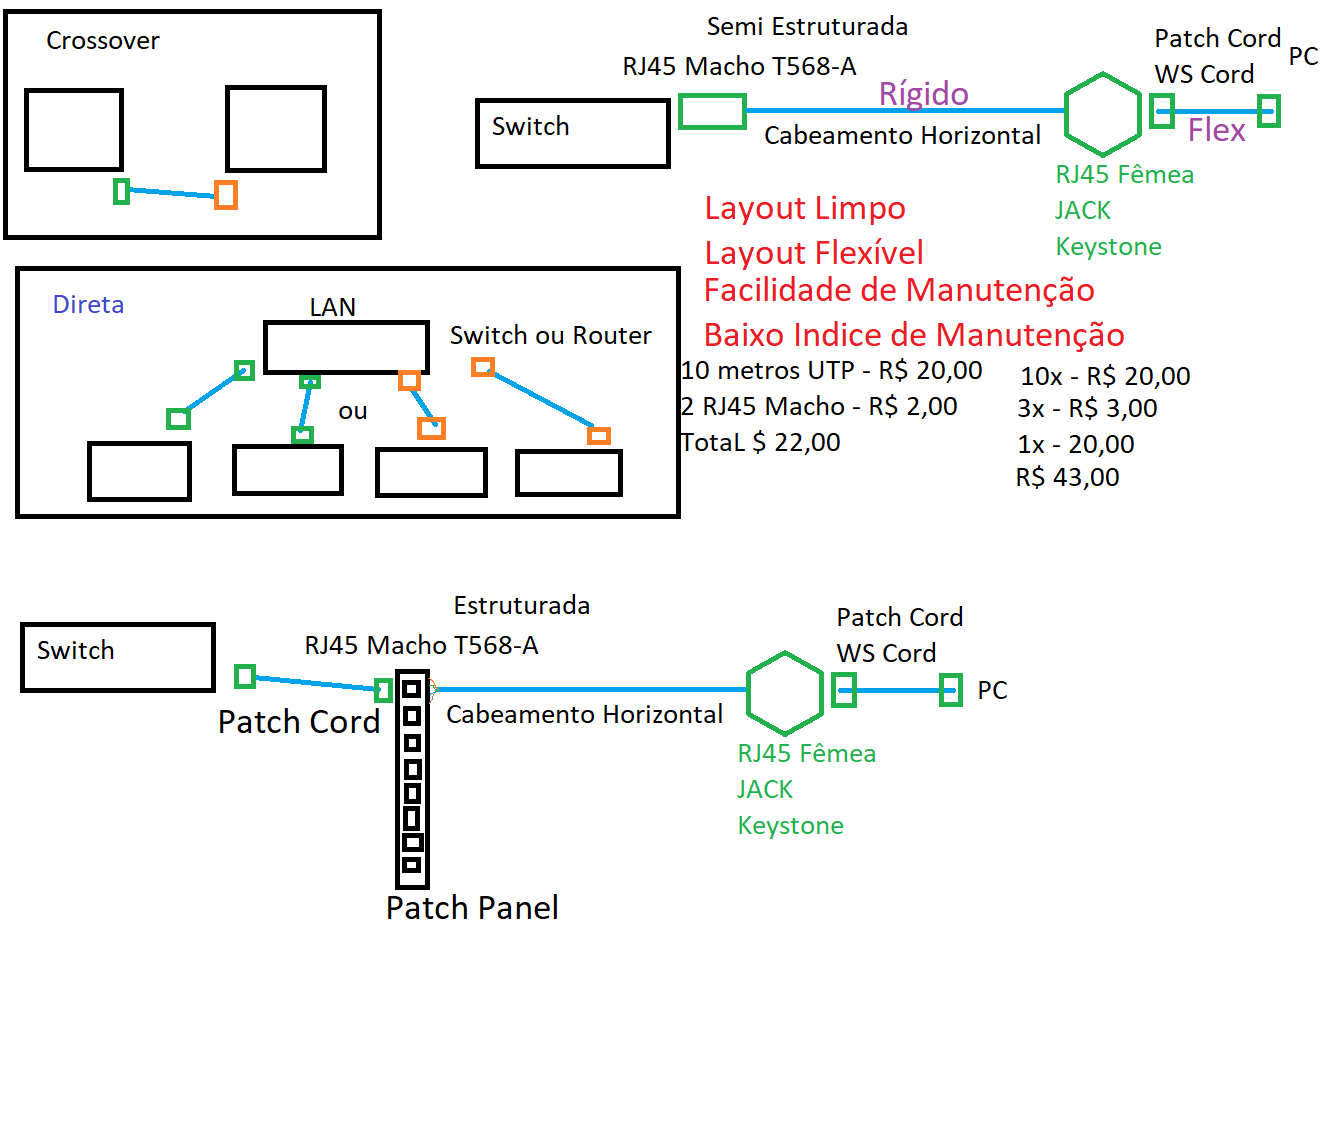 Crossover
Semi Estruturada
RJ45 Macho T568-A
Switch
Rígido
Cabeamento Horizontal
Patch Cord
WS Cord
PC
Flex
RJ45 Fêmea
JACK
Keystone
Layout Limpo
Layout Flexível
Facilidade de Manutenção
Baixo Indice de Manutenção
10 metros UTP - R$ 20,00
2 RJ45 Macho - R$ 2,00
TotaL $ 22,00
10x - R$ 20,00
3x - R$ 3,00
1x - 20,00
R$ 43,00
Direta
LAN
Switch ou Router
ou
Estruturada
RJ45 Macho T568-A
Switch
Patch Cord
Cabeamento Horizontal
Patch Cord
WS Cord
PC
RJ45 Fêmea
JACK
Keystone
Patch Panel